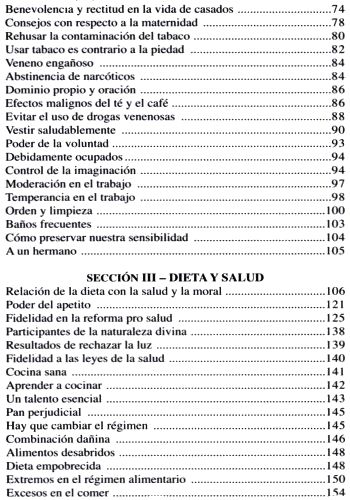 Benevolencia y rectitud en la vida de casados ....................74
Consejos con respecto a la maternidad ..............................78
Rehusar la contaminación del tabaco ................................80
Usar tabaco es contrario a la piedad .................................82
Veneno engañoso ..............................................................84
Abstinencia de narcóticos .................................................84
Dominio propio y oración .................................................86
Efectos malignos del té y el café .......................................86
Evitar el uso de drogas venenosas ....................................88
Vestir saludablemente .......................................................90
Poder de la voluntad .........................................................93
Debidamente ocupados .....................................................94
Control de la imaginación .................................................94
Moderación en el trabajo ..................................................97
Temperancia en el trabajo .................................................98
Orden y limpieza ............................................................100
Baños frecuentes .............................................................103
Cómo preservar nuestra sensibilidad ..............................104
A un hermano ..................................................................105
SECCIÓN III – DIETA Y SALUD
Relación de la dieta con la salud y la moral ...................106
Poder del apetito .............................................................121
Fidelidad en la reforma pro salud ...................................125
Participantes de la naturaleza divina ...............................138
Resultados de rechazar la luz ..........................................139
Fidelidad a las leyes de la salud ......................................140
Cocina sana .....................................................................141
Aprender a cocinar ..........................................................142
Un talento esencial ..........................................................143
Pan perjudicial ................................................................145
Hay que cambiar el régimen ...........................................145
Combinación dañina .......................................................146
Alimentos desabridos ......................................................148
Dieta empobrecida ..........................................................148
Extremos en el régimen alimentario ...............................150
Excesos en el comer ........................................................154